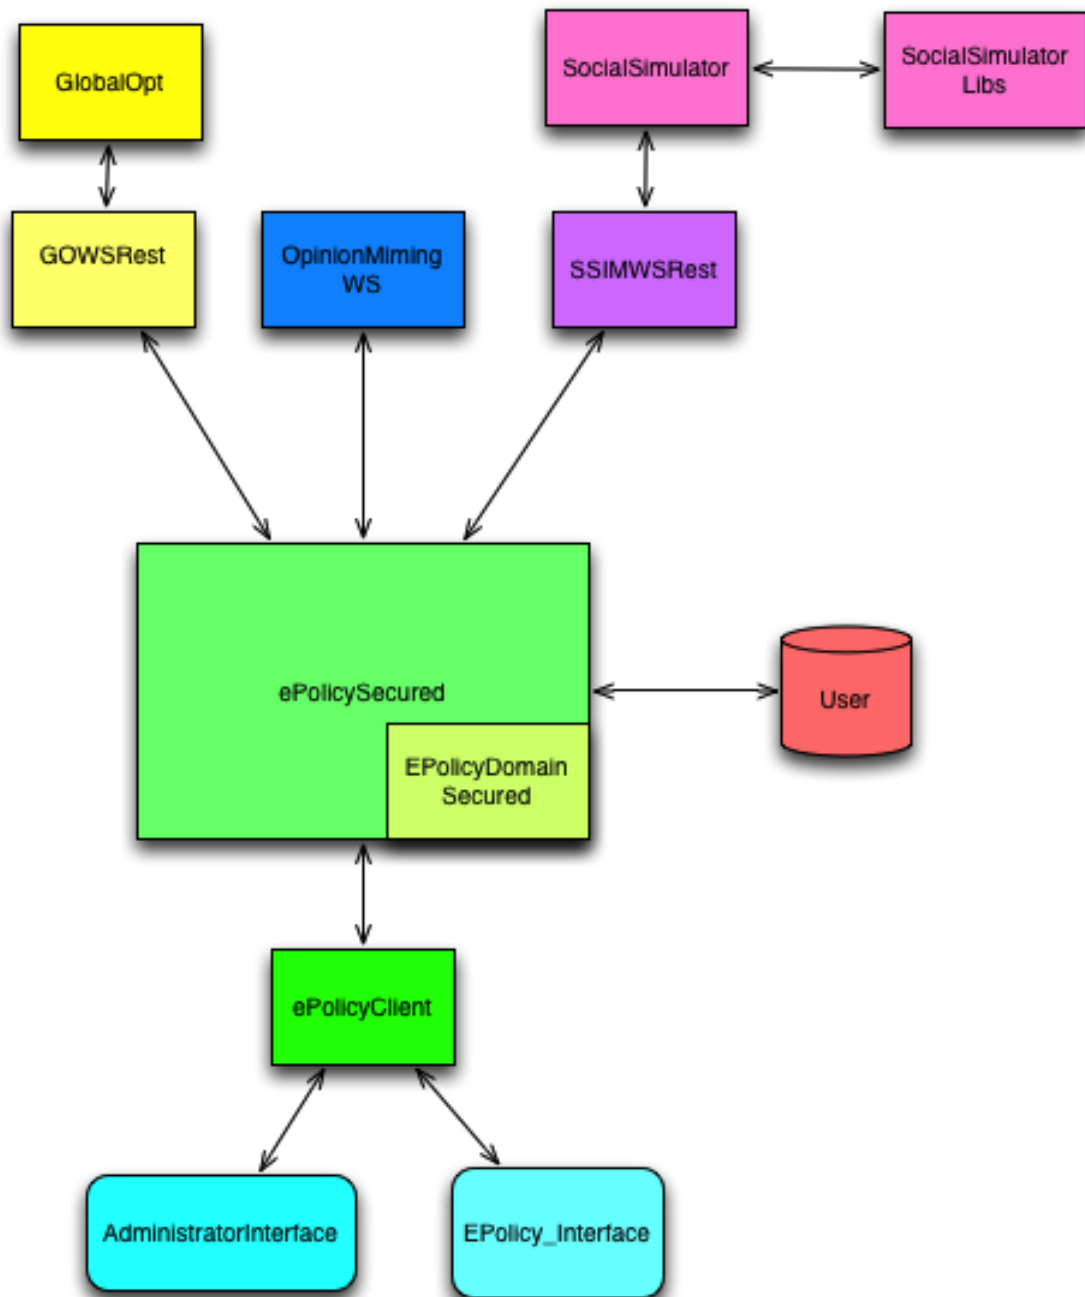 GlobalOpt
SocialSimulator
SocialSimulator
Libs
GOWSRest
OpinionMiming
WS
SSIMWSRest
ePolicySecured
EPolicyDomain
Secured
User
ePolicyClient
AdministratorInterface
EPolicy_Interface